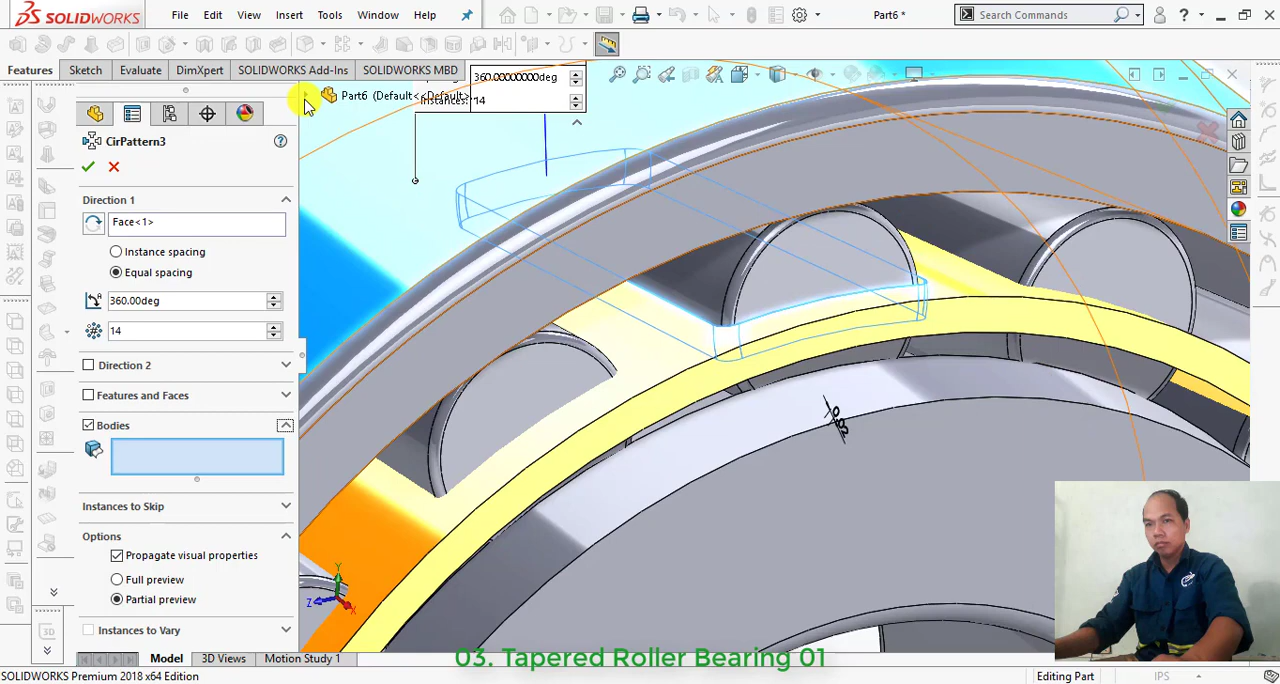 SOLIDWORKS
File
Edit
View
Insert
Tools
Window
Help
Part6 *
Search Commands
Features
Sketch
Evaluate
DimXpert
SOLIDWORKS Add-Ins
SOLIDWORKS MBD
360.00000000deg
Instances: 14
Part6 (Default<<Default>
CirPattern3
Direction 1
Face<1>
Instance spacing
Equal spacing
360.00deg
14
Direction 2
Features and Faces
Bodies
Instances to Skip
Options
Propagate visual properties
Full preview
Partial preview
Instances to Vary
Y
Z
X
Model
3D Views
Motion Study 1
03. Tapered Roller Bearing 01
SOLIDWORKS Premium 2018 x64 Edition
Editing Part
IPS